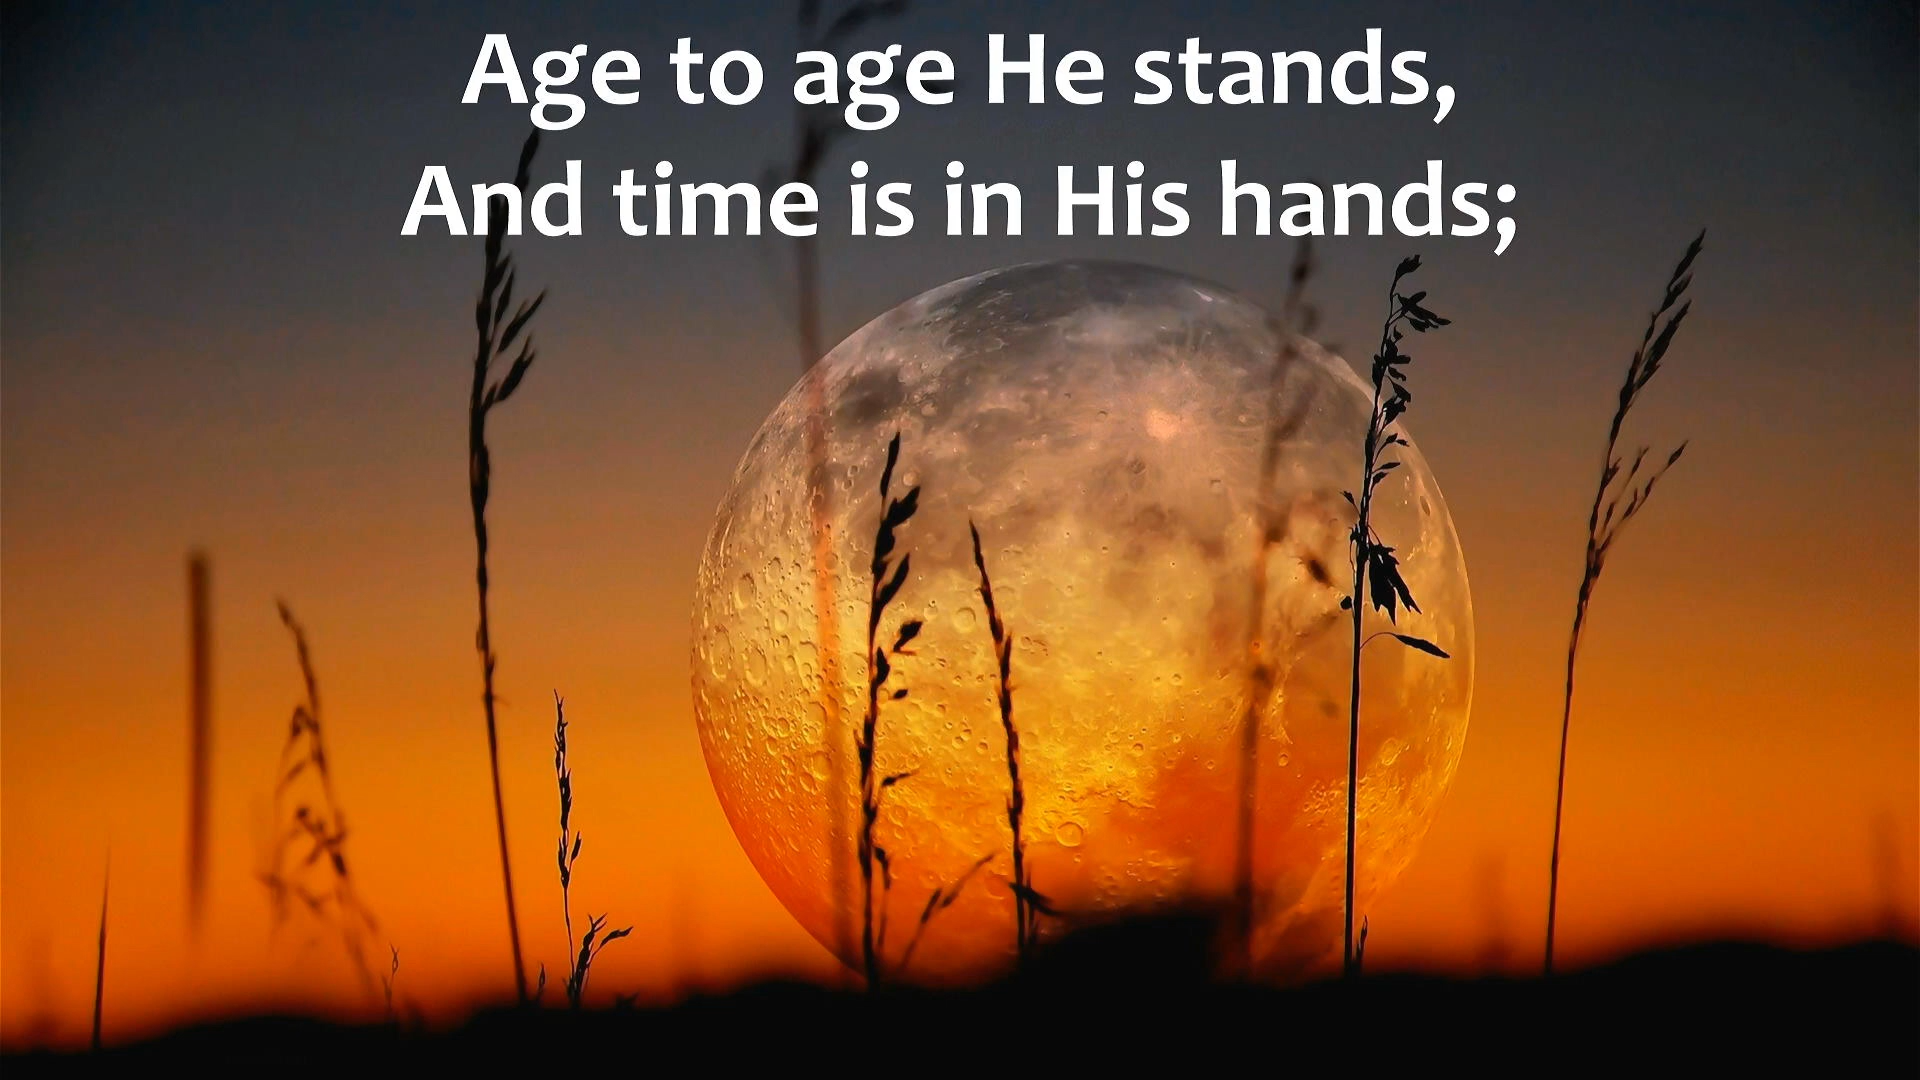 Age to age He stands,
And time is in His hands;